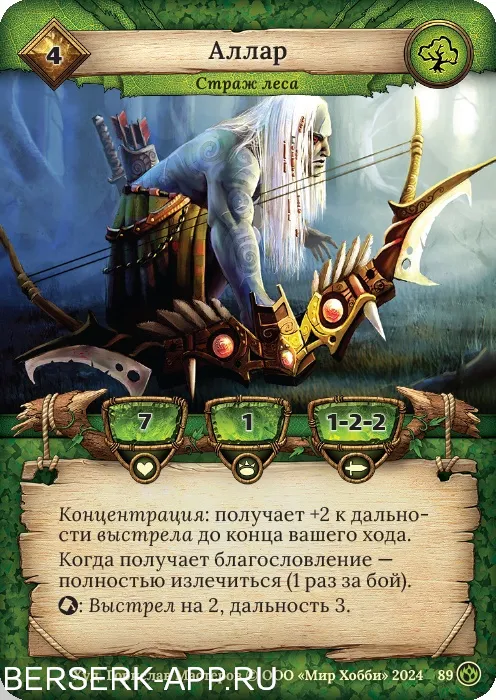 4
Аллар
Страж леса
7
1
1-2-2
Концентрация: получает +2 к дально-
сти выстрела до конца вашего хода.
Когда получает благословение —
полностью излечиться (1 раз за бой).
: Выстрел на 2, дальность 3.
© ООО «Мир Хобби» 2024 89
BERSERK-APP.RU